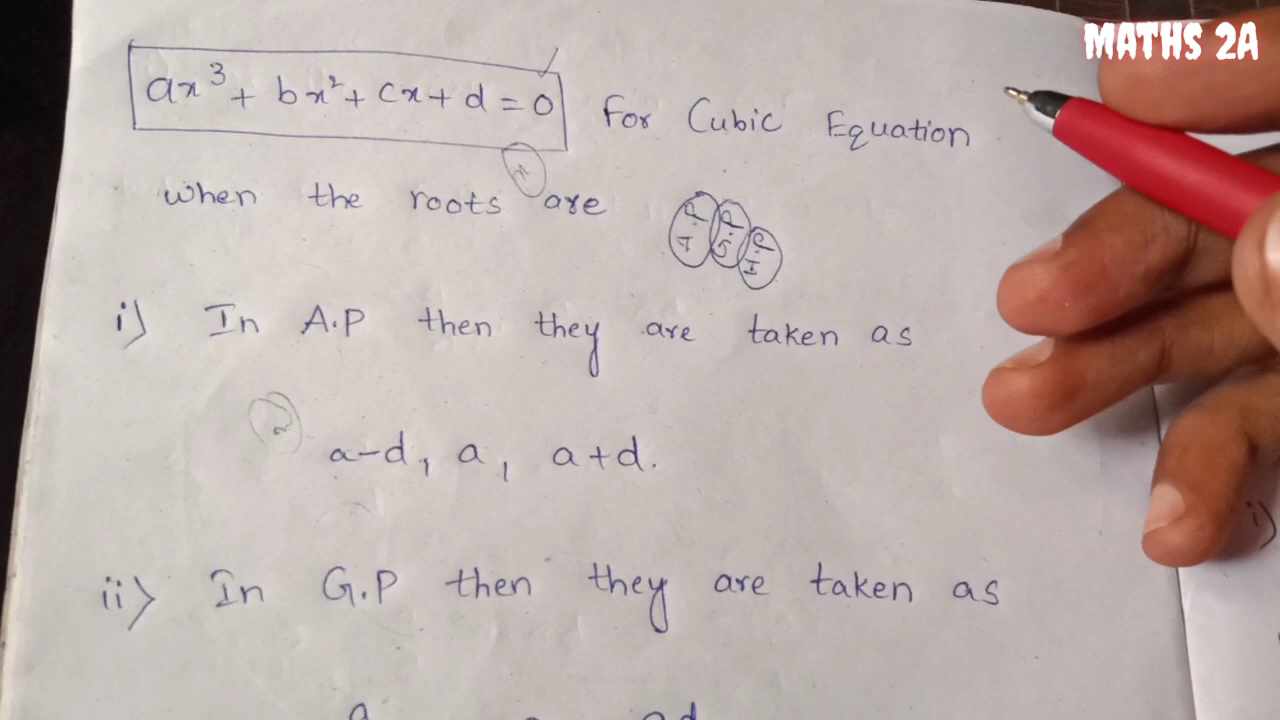 MATHS 2A
ax³ + bx² + cx + d = 0 For Cubic Equation
when the roots are
i) In A.P then they are taken as
a-d, a, a+d.
ii) In G.P then they are taken as